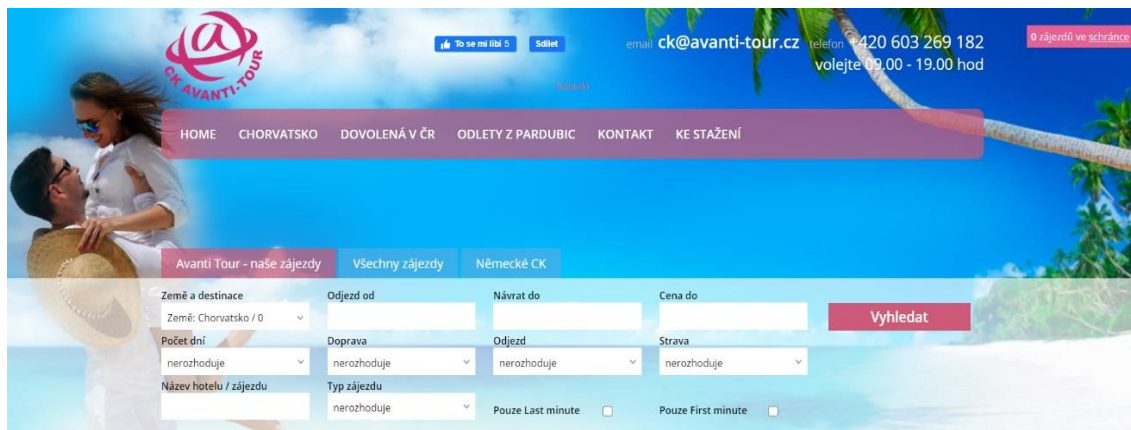 CK AVANTI-TOUR
To se mi líbí 5
Sdílet
email ck@avanti-tour.cz telefon +420 603 269 182
volejte 09.00 - 19.00 hod
0 zájezdů ve schránce
Kontakt
HOME CHORVATSKO DOVOLENÁ V ČR ODLETY Z PARDUBIC KONTAKT KE STAŽENÍ
Avanti Tour - naše zájezdy Všechny zájezdy Německé CK
Země a destinace Odjezd od Návrat do Cena do
Země: Chorvatsko / 0 Vyhledat
Počet dní Doprava Odjezd Strava
nerozhoduje nerozhoduje nerozhoduje nerozhoduje
Název hotelu / zájezdu Typ zájezdu
nerozhoduje Pouze Last minute Pouze First minute